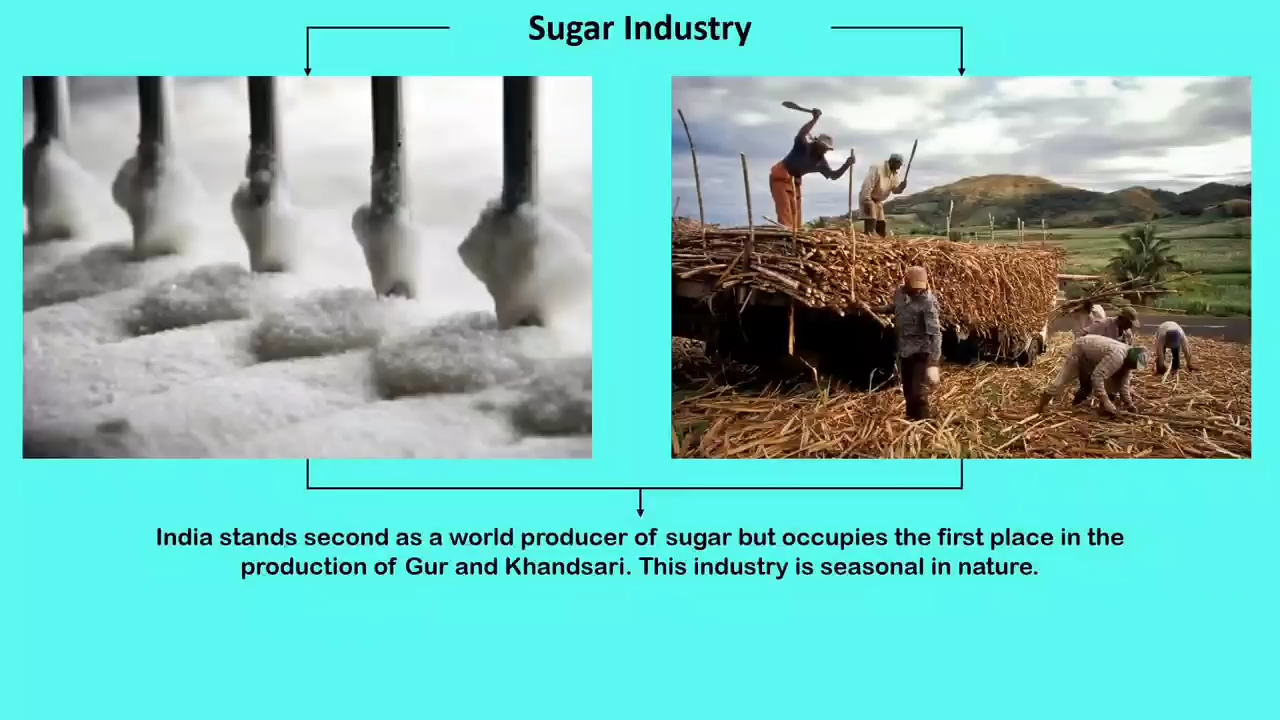 Sugar Industry
India stands second as a world producer of sugar but occupies the first place in the
production of Gur and Khandsari. This industry is seasonal in nature.